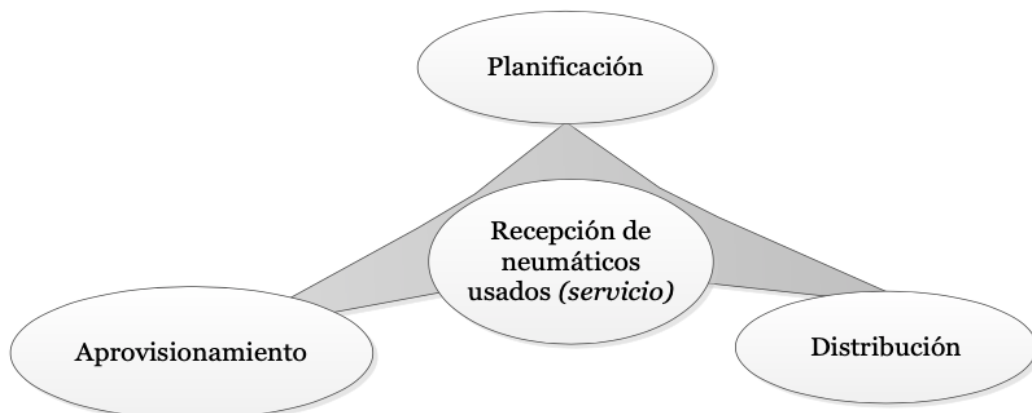 Planificación
Recepción de
neumáticos
usados (servicio)
Aprovisionamiento
Distribución